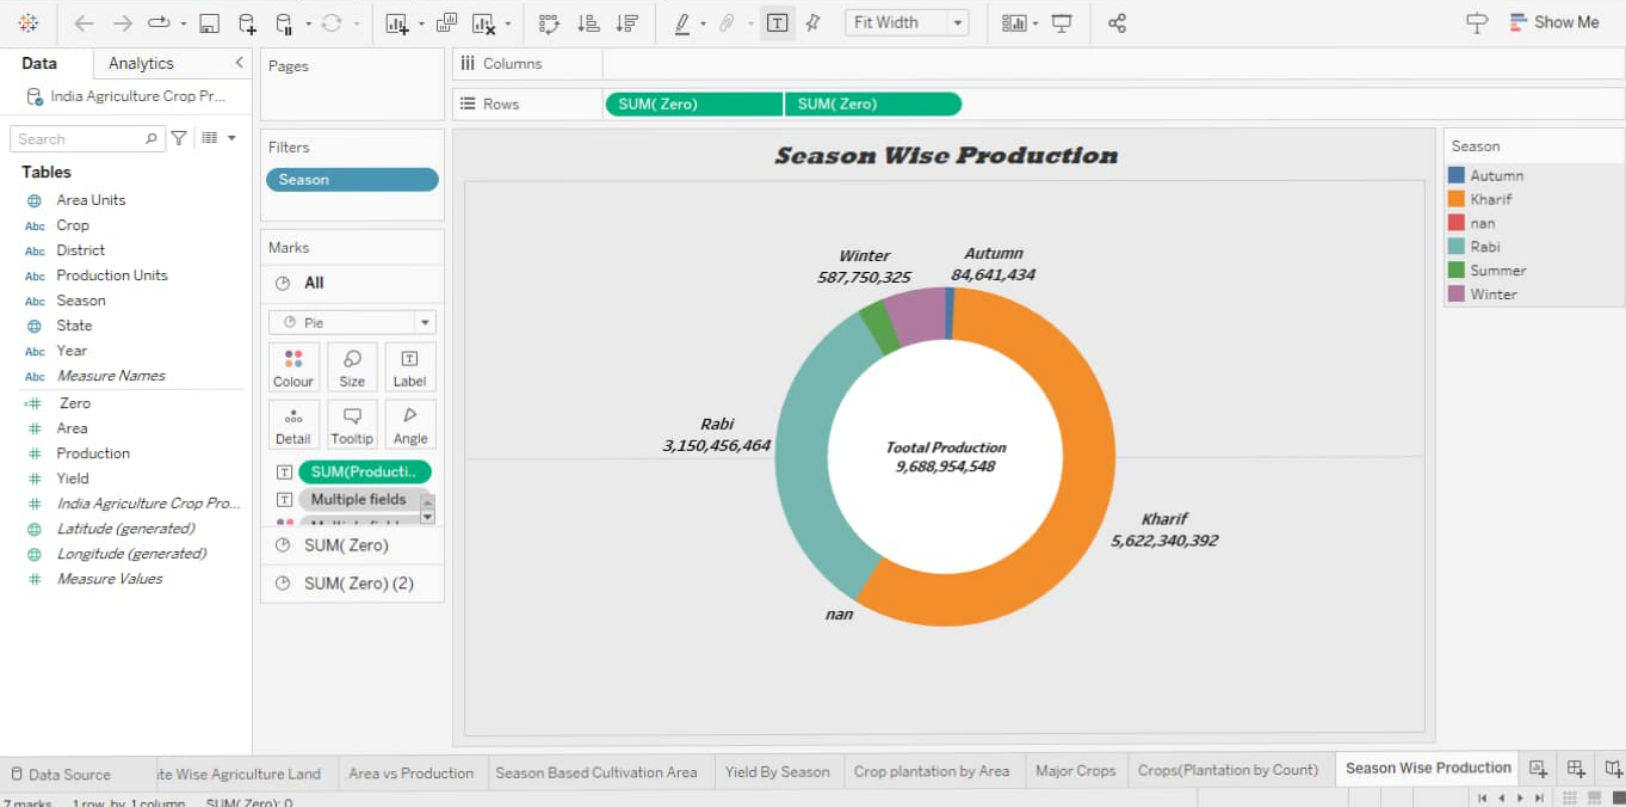 Fit Width
Show Me
Data
Analytics
India Agriculture Crop Pr...
Search
Tables
Area Units
Abc Crop
Abc District
Abc Production Units
Abc Season
State
Abc Year
Abc Measure Names
Zero
Area
Production
Yield
India Agriculture Crop Pro...
Latitude (generated)
Longitude (generated)
Measure Values
Pages
Filters
Season
Marks
All
Pie
Colour
Size
Label
Detail
Tooltip
Angle
SUM(Producti..
Multiple fields
SUM( Zero)
SUM( Zero) (2)
Columns
Rows
SUM( Zero)
SUM( Zero)
Season Wise Production
Winter
587,750,325
Autumn
84,641,434
Rabi
3,150,456,464
Tootal Production
9,688,954,548
Kharif
5,622,340,392
nan
Season
Autumn
Kharif
nan
Rabi
Summer
Winter
Data Source
te Wise Agriculture Land
Area vs Production
Season Based Cultivation Area
Yield By Season
Crop plantation by Area
Major Crops
Crops(Plantation by Count)
Season Wise Production
7 marks
1 row by 1 column
SUM( Zero): 0